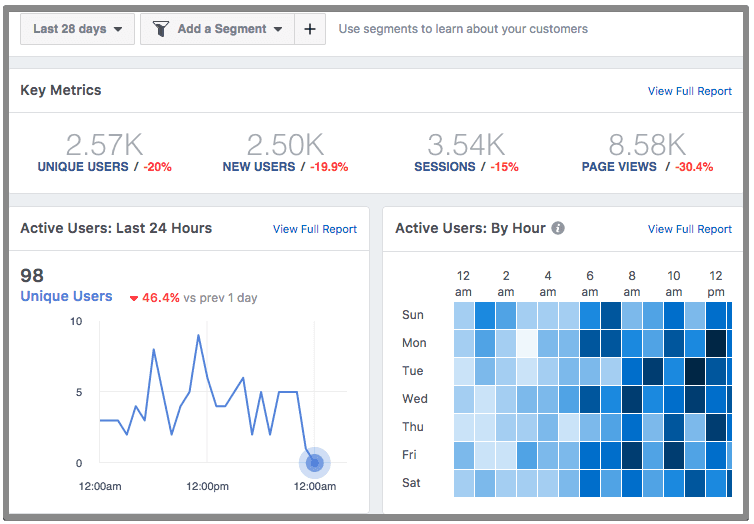 Last 28 days
Add a Segment
+
Use segments to learn about your customers
Key Metrics
View Full Report
2.57K
UNIQUE USERS / -20%
2.50K
NEW USERS / -19.9%
3.54K
SESSIONS / -15%
8.58K
PAGE VIEWS / -30.4%
Active Users: Last 24 Hours
View Full Report
98
Unique Users
46.4% vs prev 1 day
10
5
0
12:00am
12:00pm
12:00am
Active Users: By Hour
i
View Full Report
12 am
2 am
4 am
6 am
8 am
10 am
12 pm
Sun
Mon
Tue
Wed
Thu
Fri
Sat